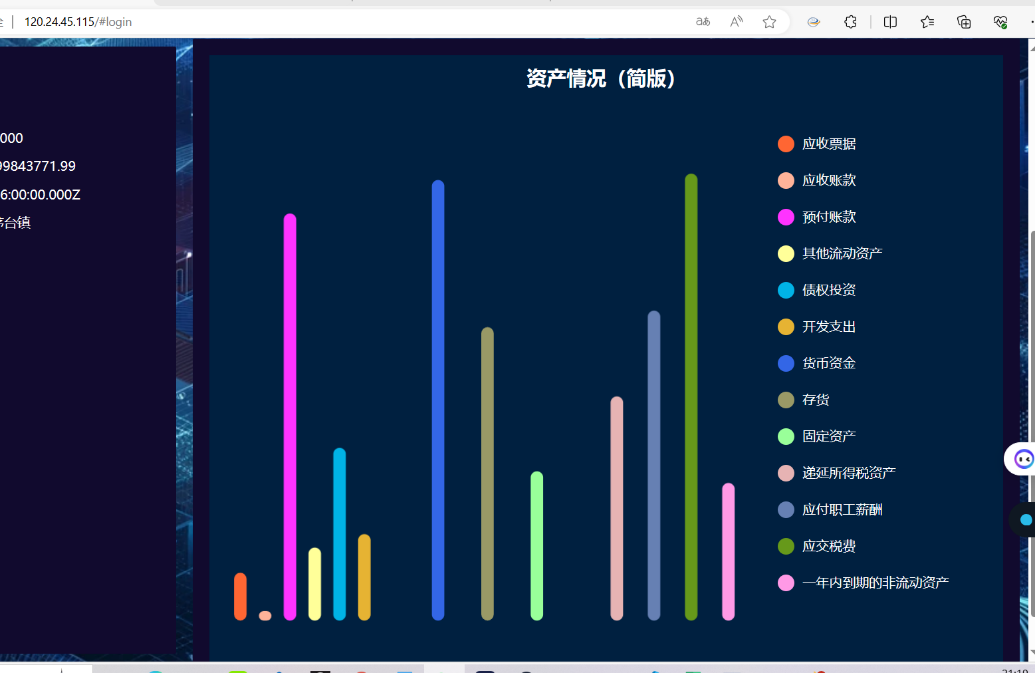 120.24.45.115/#login
资产情况（简版）
000
99843771.99
6:00:00.000Z
台镇
应收票据
应收账款
预付账款
其他流动资产
债权投资
开发支出
货币资金
存货
固定资产
递延所得税资产
应付职工薪酬
应交税费
一年内到期的非流动资产